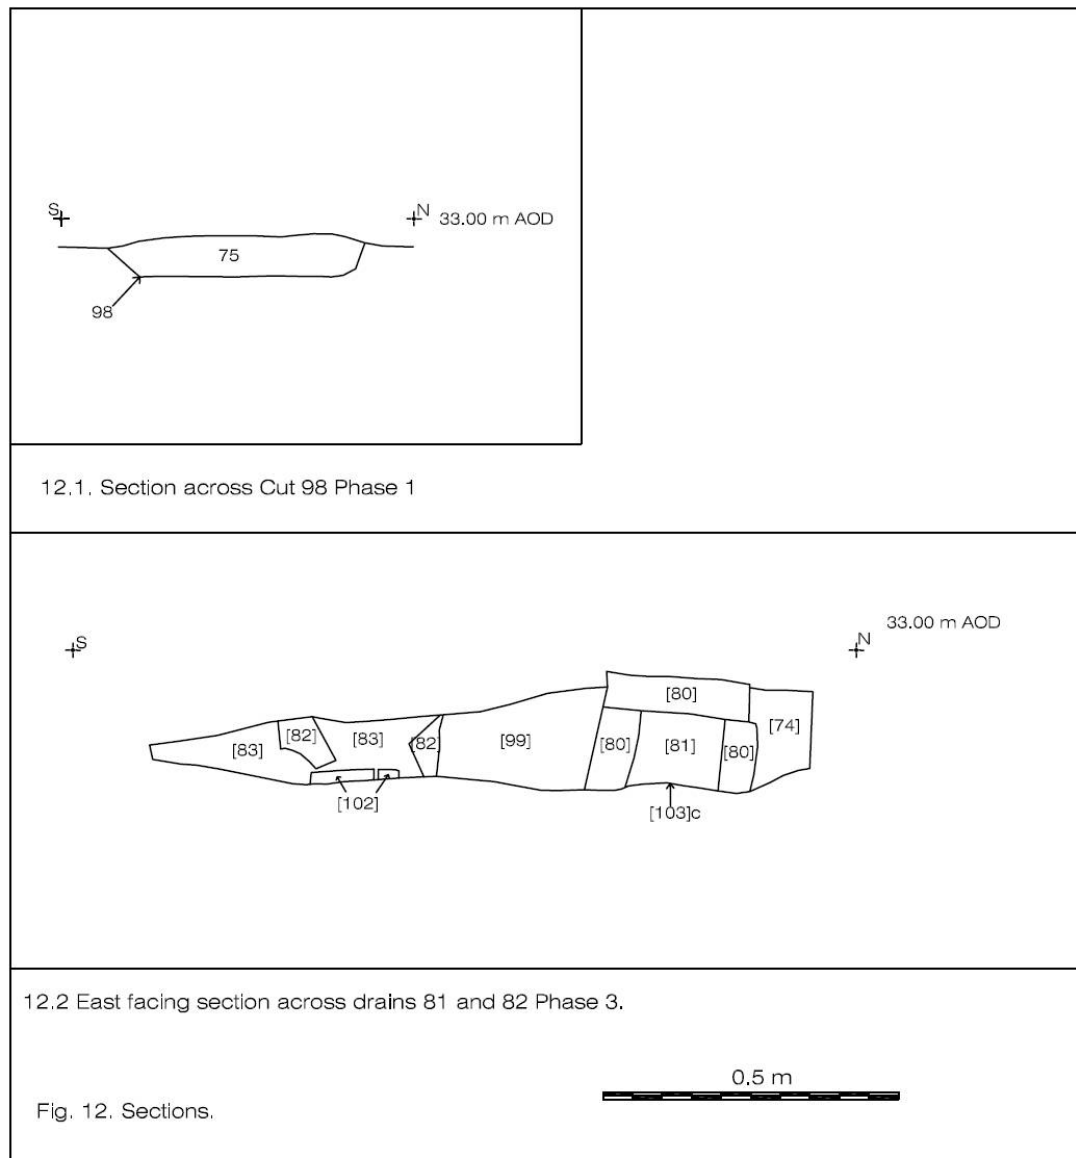 S
N 33.00 m AOD
75
98
12.1. Section across Cut 98 Phase 1
33.00 m AOD
S
N
[80]
[74]
[83] [82] [83] [82] [99] [80] [81] [80]
[102]
[103]c
12.2 East facing section across drains 81 and 82 Phase 3.
0.5 m
Fig. 12. Sections.